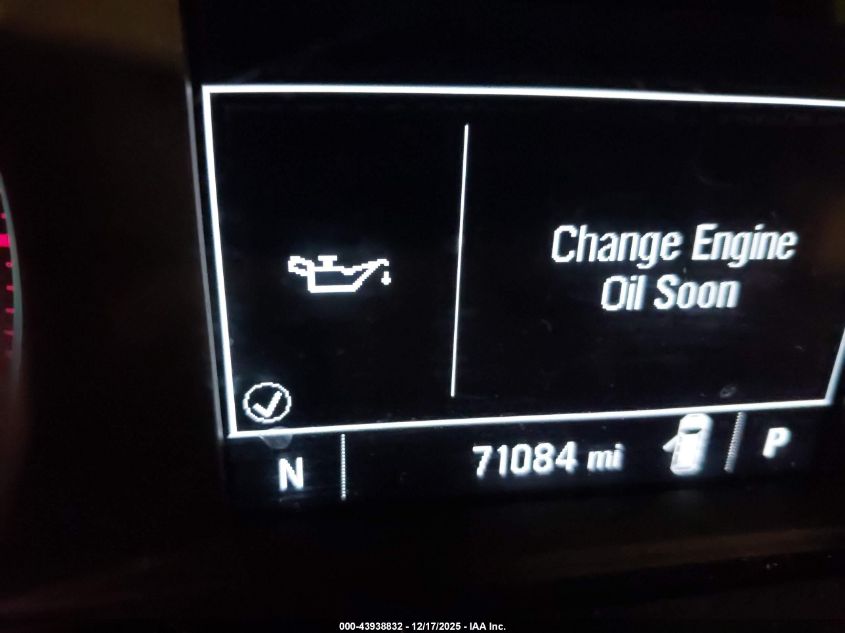 Change Engine
Oil Soon
N
71084 mi
P
000-43938832 - 12/17/2025 - IAA Inc.